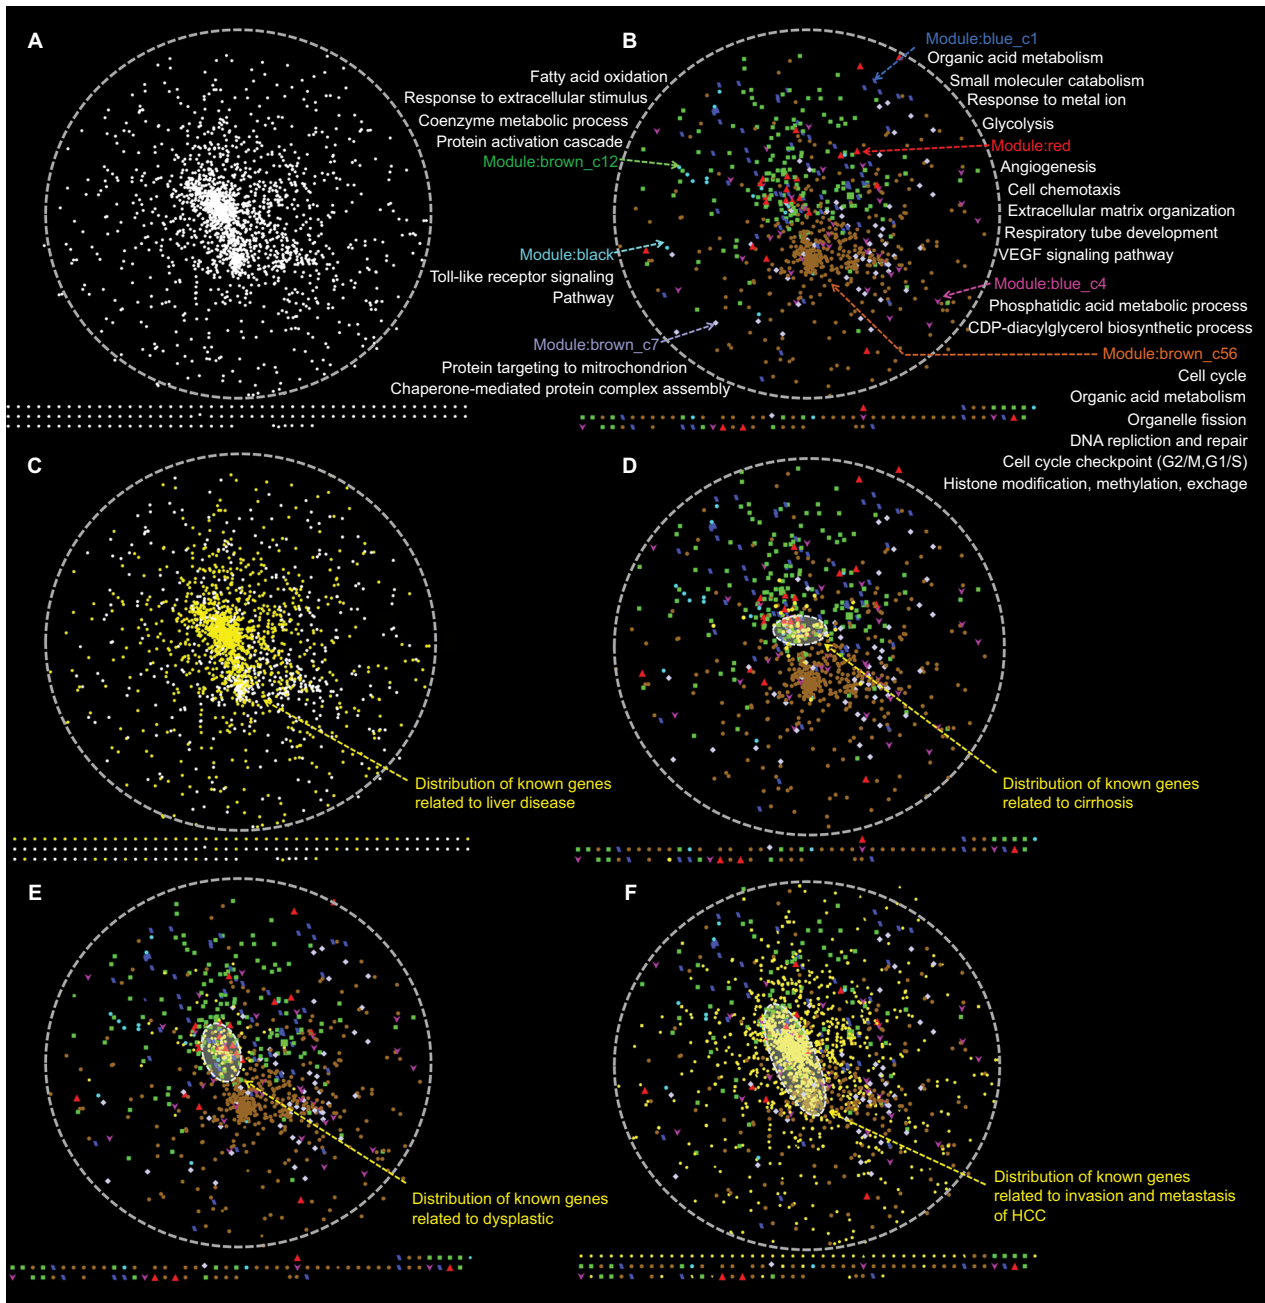 A
B
Fatty acid oxidation
Response to extracellular stimulus
Coenzyme metabolic process
Protein activation cascade
Module:brown_c12
Module:black
Toll-like receptor signaling
Pathway
Module:brown_c7
Protein targeting to mitrochondrion
Chaperone-mediated protein complex assembly
Module:blue_c1
Organic acid metabolism
Small moleculer catabolism
Response to metal ion
Glycolysis
Module:red
Angiogenesis
Cell chemotaxis
Extracellular matrix organization
Respiratory tube development
VEGF signaling pathway
Module:blue_c4
Phosphatidic acid metabolic process
CDP-diacylglycerol biosynthetic process
Module:brown_c56
Cell cycle
Organic acid metabolism
Organelle fission
DNA repliction and repair
Cell cycle checkpoint (G2/M,G1/S)
Histone modification, methylation, exchage
C
Distribution of known genes
related to liver disease
D
Distribution of known genes
related to cirrhosis
E
Distribution of known genes
related to dysplastic
F
Distribution of known genes
related to invasion and metastasis
of HCC